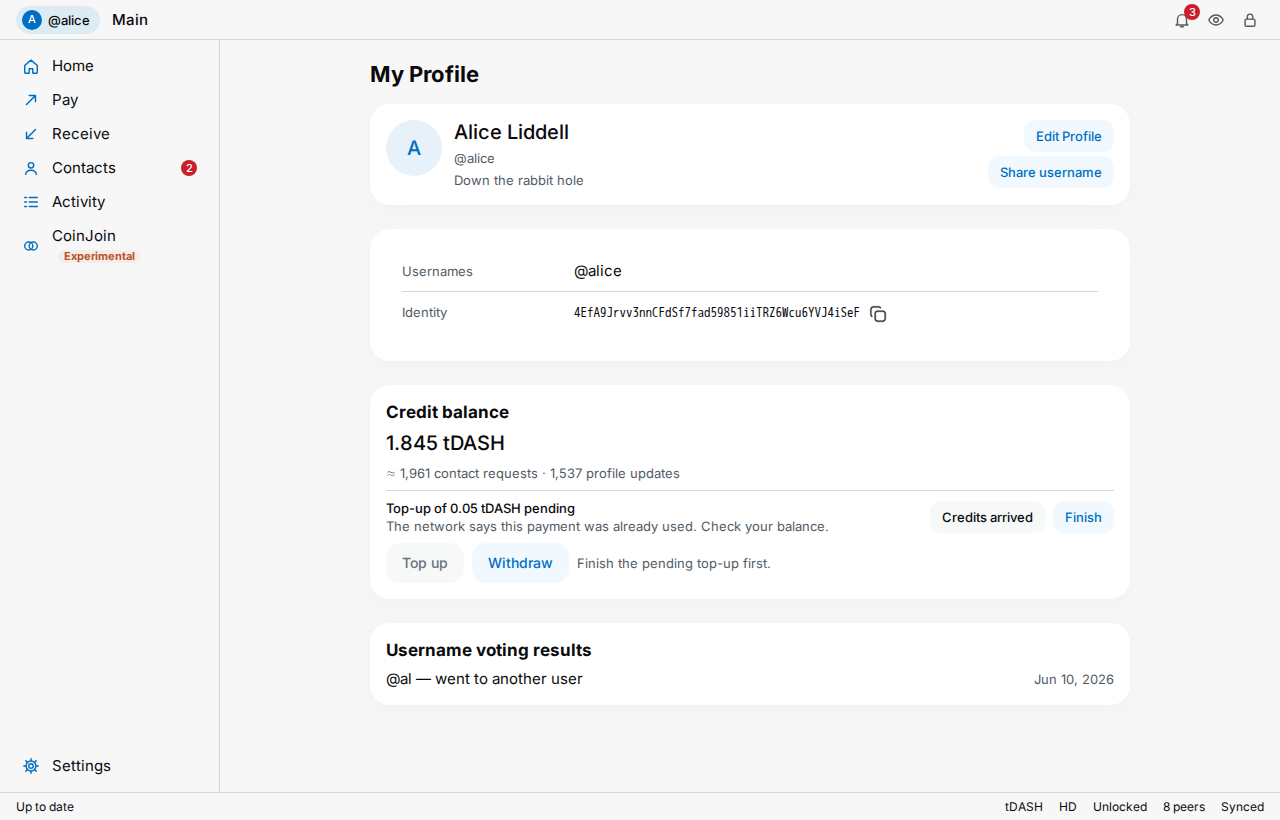 A @alice Main 3
Home
Pay
Receive
Contacts 2
Activity
CoinJoin
Experimental
Settings
My Profile
A
Alice Liddell
@alice
Down the rabbit hole
Edit Profile
Share username
Usernames @alice
Identity 4EfA9Jrvv3nnCFdSf7fad59851iiTRZ6Wcu6YVJ4iSeF
Credit balance
1.845 tDASH
≈ 1,961 contact requests · 1,537 profile updates
Top-up of 0.05 tDASH pending
The network says this payment was already used. Check your balance.
Credits arrived Finish
Top up Withdraw Finish the pending top-up first.
Username voting results
@al — went to another user Jun 10, 2026
Up to date tDASH HD Unlocked 8 peers Synced